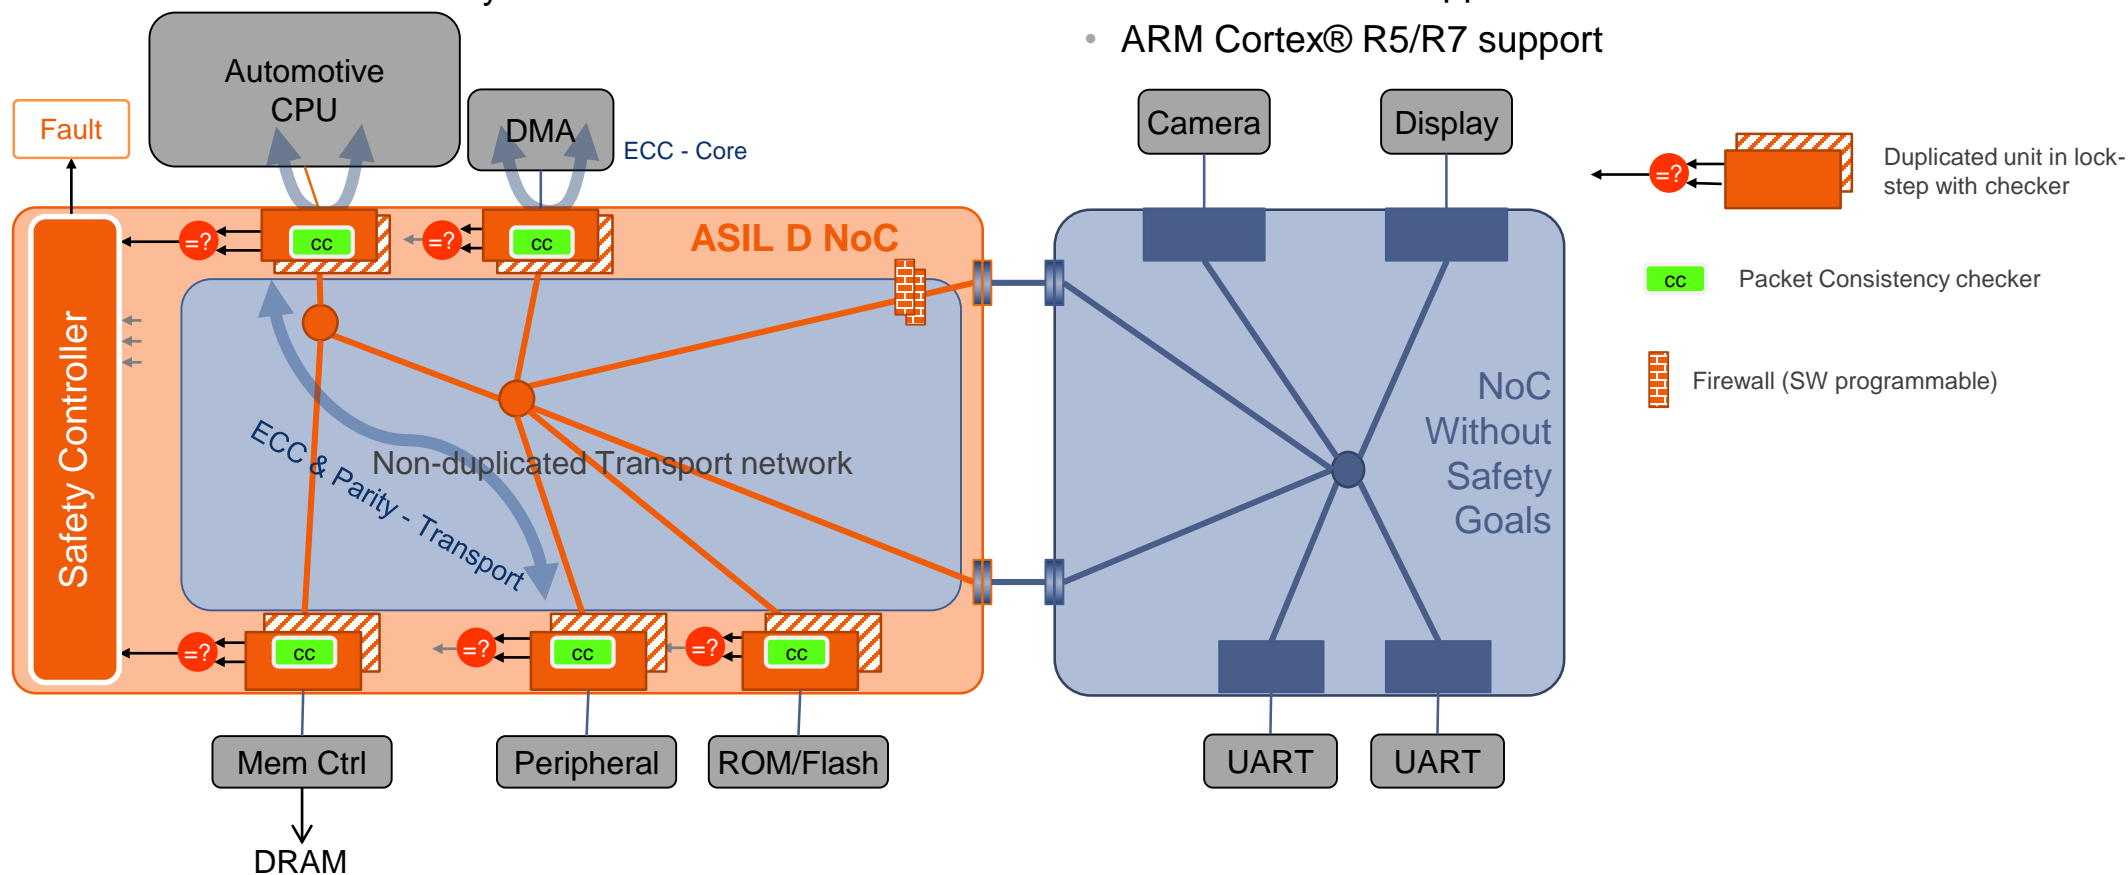 • ARM Cortex® R5/R7 support
Automotive
CPU
Fault
DMA
ECC - Core
Camera
Display
=?
Duplicated unit in lock-
step with checker
=?
cc
=?
cc
ASIL D NoC
cc
Packet Consistency checker
Safety Controller
Firewall (SW programmable)
NoC
Without
Safety
Goals
ECC & Parity - Transport
Non-duplicated Transport network
=?
cc
=?
cc
=?
cc
Mem Ctrl
Peripheral
ROM/Flash
UART
UART
DRAM